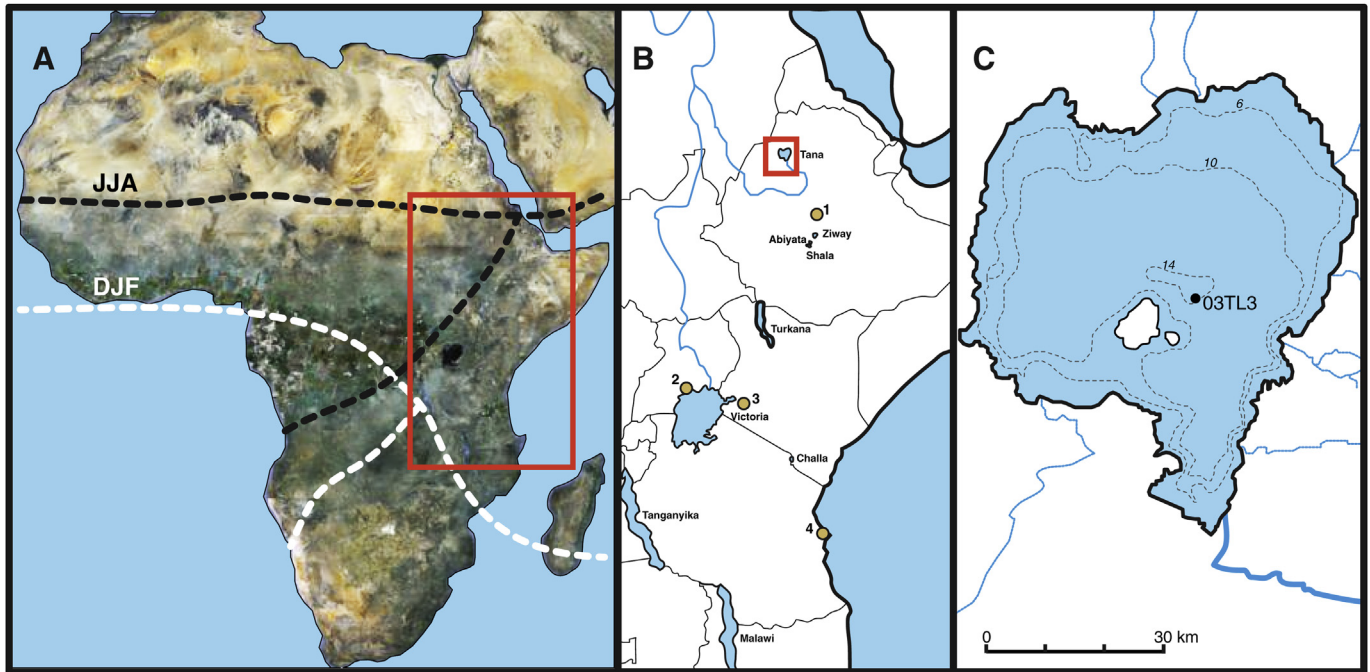 A
JJA
DJF
B
Tana
1
Ziway
Abiyata
Shala
Turkana
2
3
Victoria
Challa
4
Tanganyika
Malawi
C
6
10
14
03TL3
0 30 km